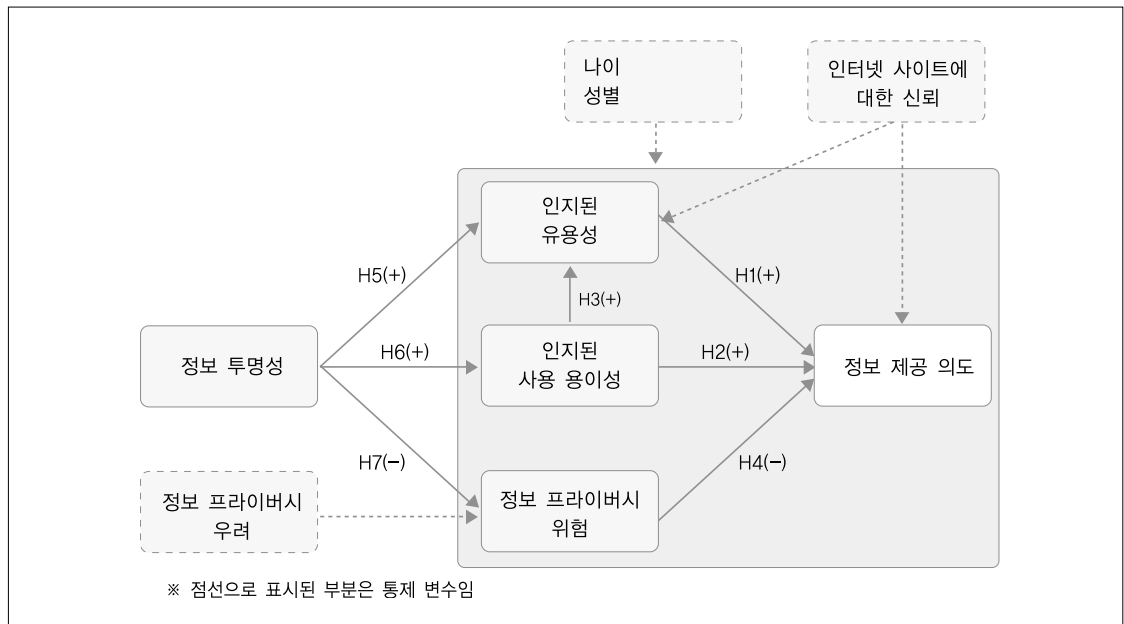 나이
성별
인터넷 사이트에
대한 신뢰
인지된
유용성
H5(+)
H1(+)
H3(+)
정보 투명성
H6(+)
인지된
사용 용이성
H2(+)
정보 제공 의도
H7(−)
H4(−)
정보 프라이버시
우려
정보 프라이버시
위험
※ 점선으로 표시된 부분은 통제 변수임